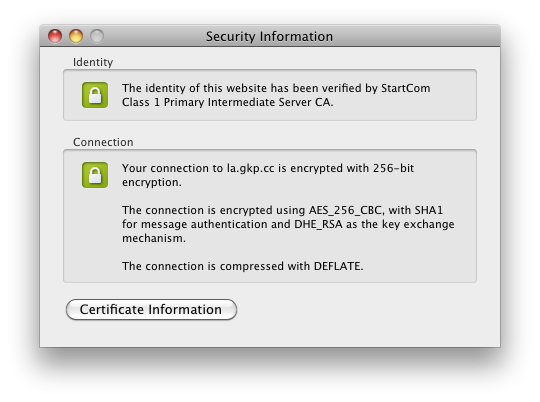 Security Information
Identity
The identity of this website has been verified by StartCom
Class 1 Primary Intermediate Server CA.
Connection
Your connection to la.gkp.cc is encrypted with 256-bit
encryption.
The connection is encrypted using AES_256_CBC, with SHA1
for message authentication and DHE_RSA as the key exchange
mechanism.
The connection is compressed with DEFLATE.
Certificate Information